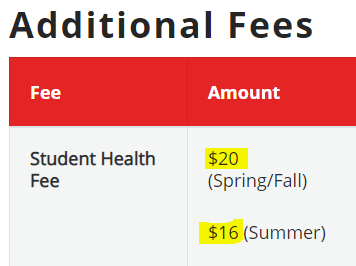 Additional Fees
Fee
Amount
Student Health
Fee
$20
(Spring/Fall)
$16 (Summer)